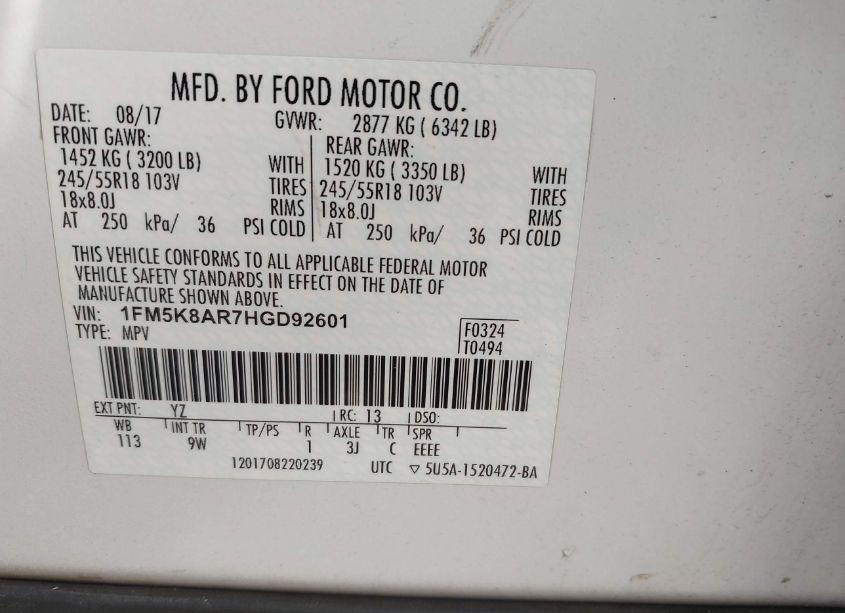 MFD. BY FORD MOTOR CO.
DATE: 08/17 GVWR: 2877 KG ( 6342 LB)
FRONT GAWR: REAR GAWR:
1452 KG ( 3200 LB) WITH 1520 KG ( 3350 LB) WITH
245/55R18 103V TIRES 245/55R18 103V TIRES
18x8.0J RIMS 18x8.0J RIMS
AT 250 kPa/ 36 PSI COLD AT 250 kPa/ 36 PSI COLD
THIS VEHICLE CONFORMS TO ALL APPLICABLE FEDERAL MOTOR
VEHICLE SAFETY STANDARDS IN EFFECT ON THE DATE OF
MANUFACTURE SHOWN ABOVE.
VIN: 1FM5K8AR7HGD92601
TYPE: MPV
F0324
T0494
EXT PNT: YZ RC: 13 DSO:
WB INT TR TP/PS R AXLE TR SPR
113 9W 1 3J C EEEE
1201708220239 UTC ▽ 5U5A-1520472-BA